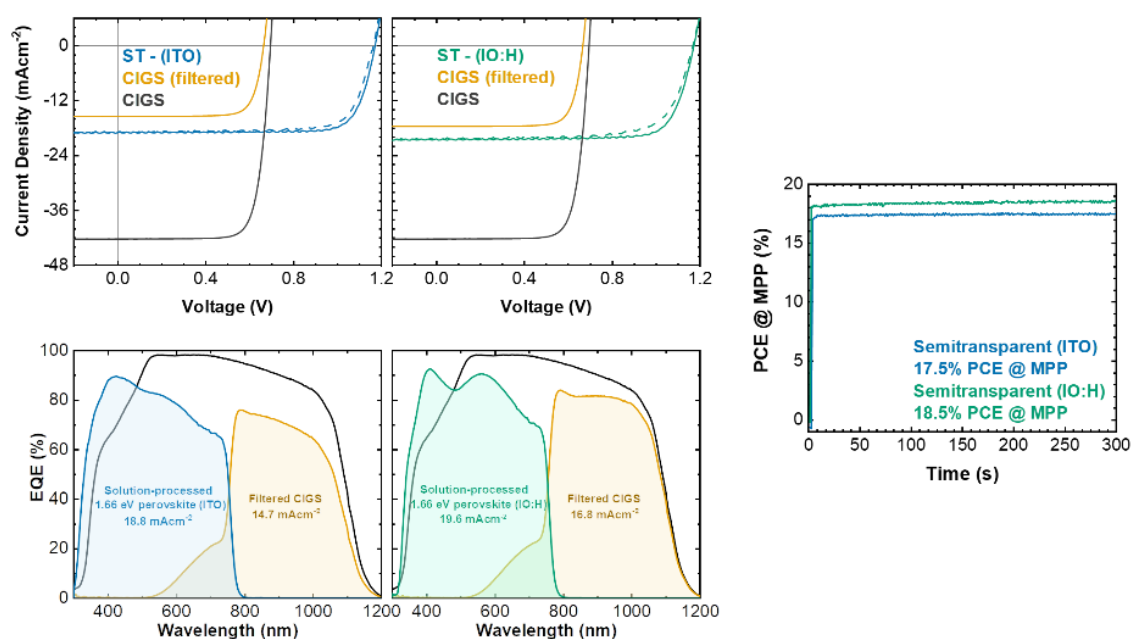 0
-12
-24
-36
-48
Current Density (mAcm⁻²)
ST - (ITO)
CIGS (filtered)
CIGS
0.0 0.4 0.8 1.2
Voltage (V)
ST - (IO:H)
CIGS (filtered)
CIGS
0.0 0.4 0.8 1.2
Voltage (V)
100
80
60
40
20
0
EQE (%)
Solution-processed
1.66 eV perovskite (ITO)
18.8 mAcm⁻²
Filtered CIGS
14.7 mAcm⁻²
400 600 800 1000 1200
Wavelength (nm)
Solution-processed
1.66 eV perovskite (IO:H)
19.6 mAcm⁻²
Filtered CIGS
16.8 mAcm⁻²
400 600 800 1000 1200
Wavelength (nm)
20
18
15
13
10
8
5
3
0
PCE @ MPP (%)
Semitransparent (ITO)
17.5% PCE @ MPP
Semitransparent (IO:H)
18.5% PCE @ MPP
0 50 100 150 200 250 300
Time (s)